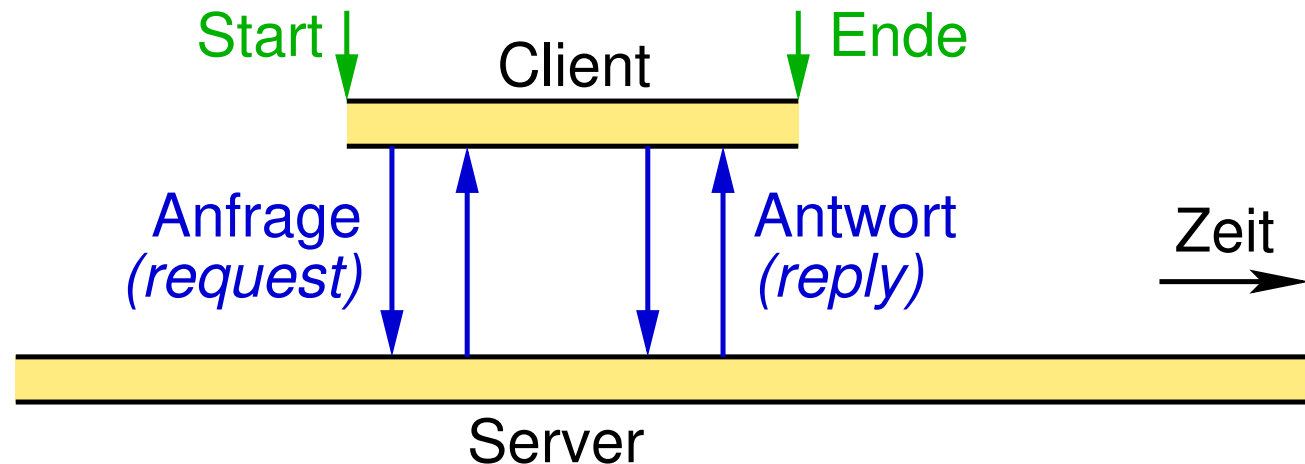 Start
Ende
Client
Anfrage
(request)
Antwort
(reply)
Zeit
Server